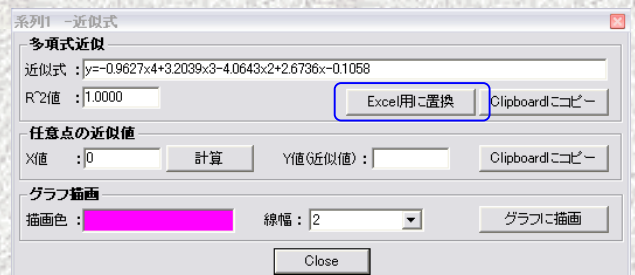 系列1 -近似式
多項式近似
近似式 : y=-0.9627x4+3.2039x3-4.0643x2+2.6736x-0.1058
R^2値 : 1.0000 Excel用に置換 Clipboardにコピー
任意点の近似値
X値 : 0 計算 Y値(近似値) : Clipboardにコピー
グラフ描画
描画色 : 線幅 : 2 グラフに描画
Close